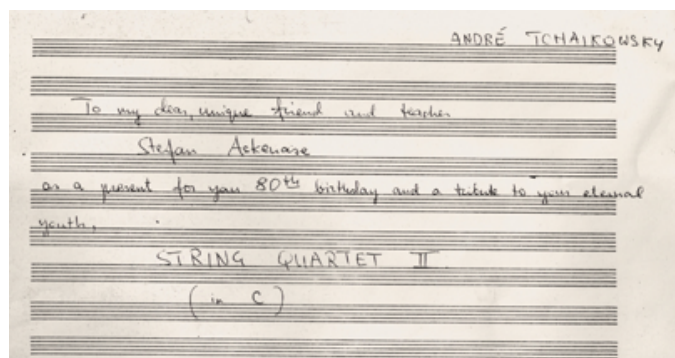 ANDRÉ TCHAIKOWSKY
To my dear, unique friend and teacher
Stefan Askenase
as a present for your 80th birthday and a tribute to your eternal
youth,
STRING QUARTET II
(in C)